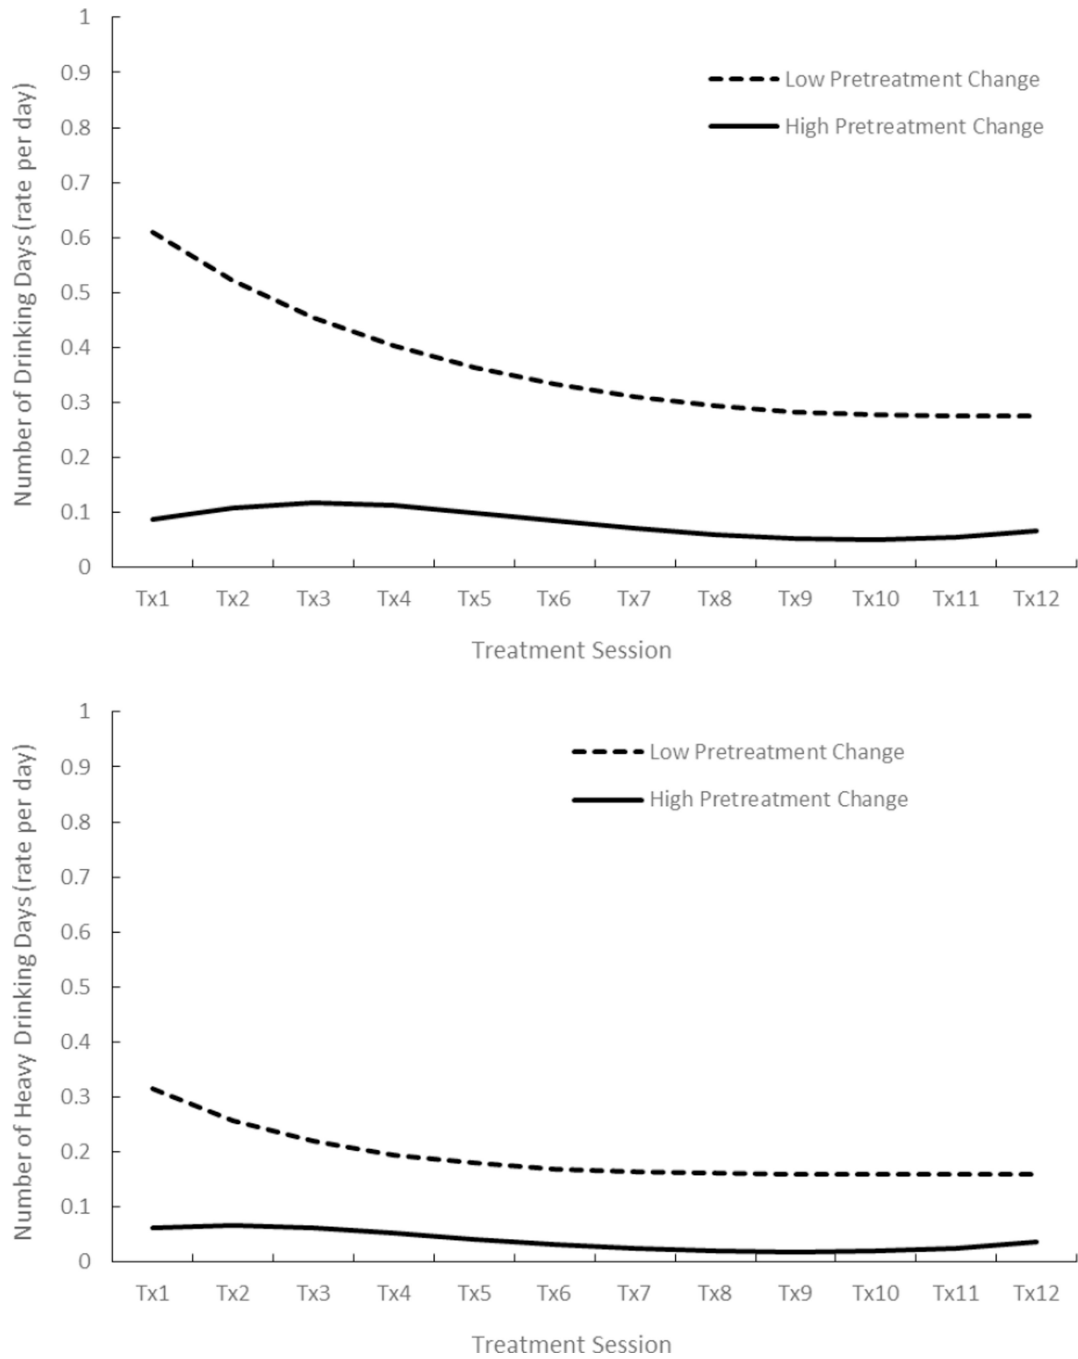 1
0.9
0.8
0.7
0.6
0.5
0.4
0.3
0.2
0.1
0
Number of Drinking Days (rate per day)
Low Pretreatment Change
High Pretreatment Change
Tx1 Tx2 Tx3 Tx4 Tx5 Tx6 Tx7 Tx8 Tx9 Tx10 Tx11 Tx12
Treatment Session
1
0.9
0.8
0.7
0.6
0.5
0.4
0.3
0.2
0.1
0
Number of Heavy Drinking Days (rate per day)
Low Pretreatment Change
High Pretreatment Change
Tx1 Tx2 Tx3 Tx4 Tx5 Tx6 Tx7 Tx8 Tx9 Tx10 Tx11 Tx12
Treatment Session